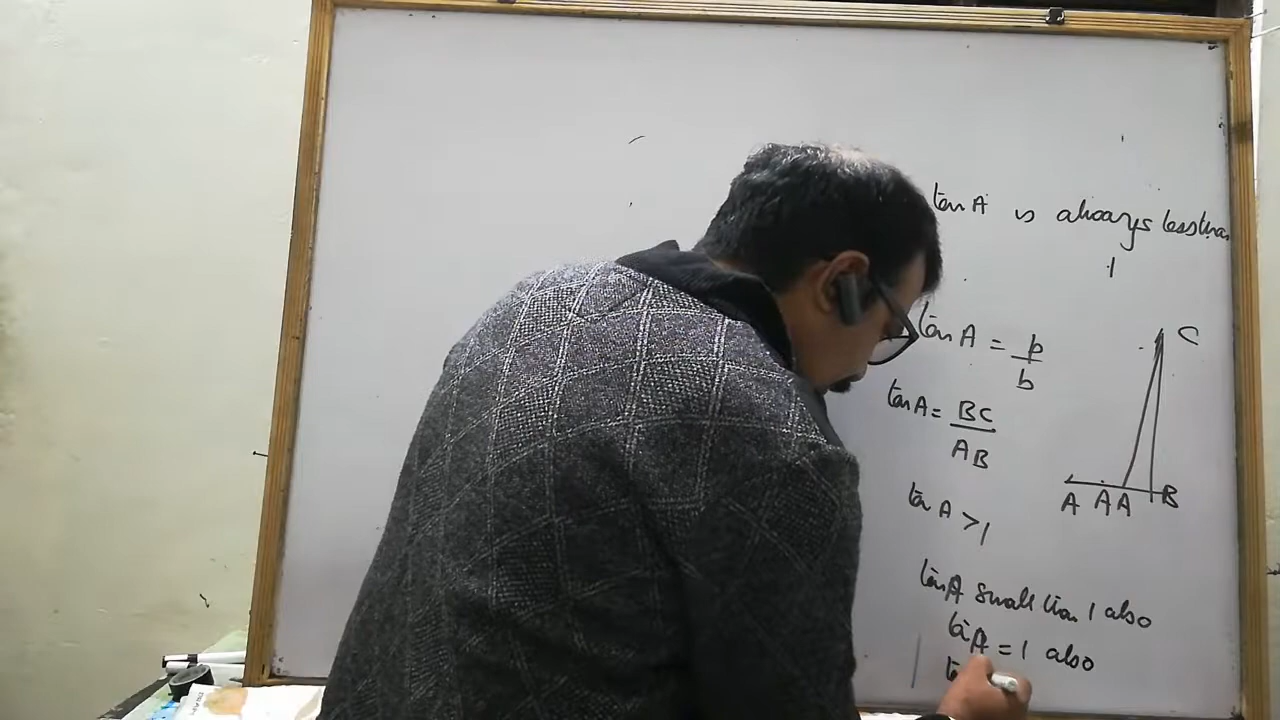 tan A is always less than
1
tan A = p
b
tan A = BC
AB
C
A A A B
tan A > 1
tan A small than 1 also
tan A = 1 also